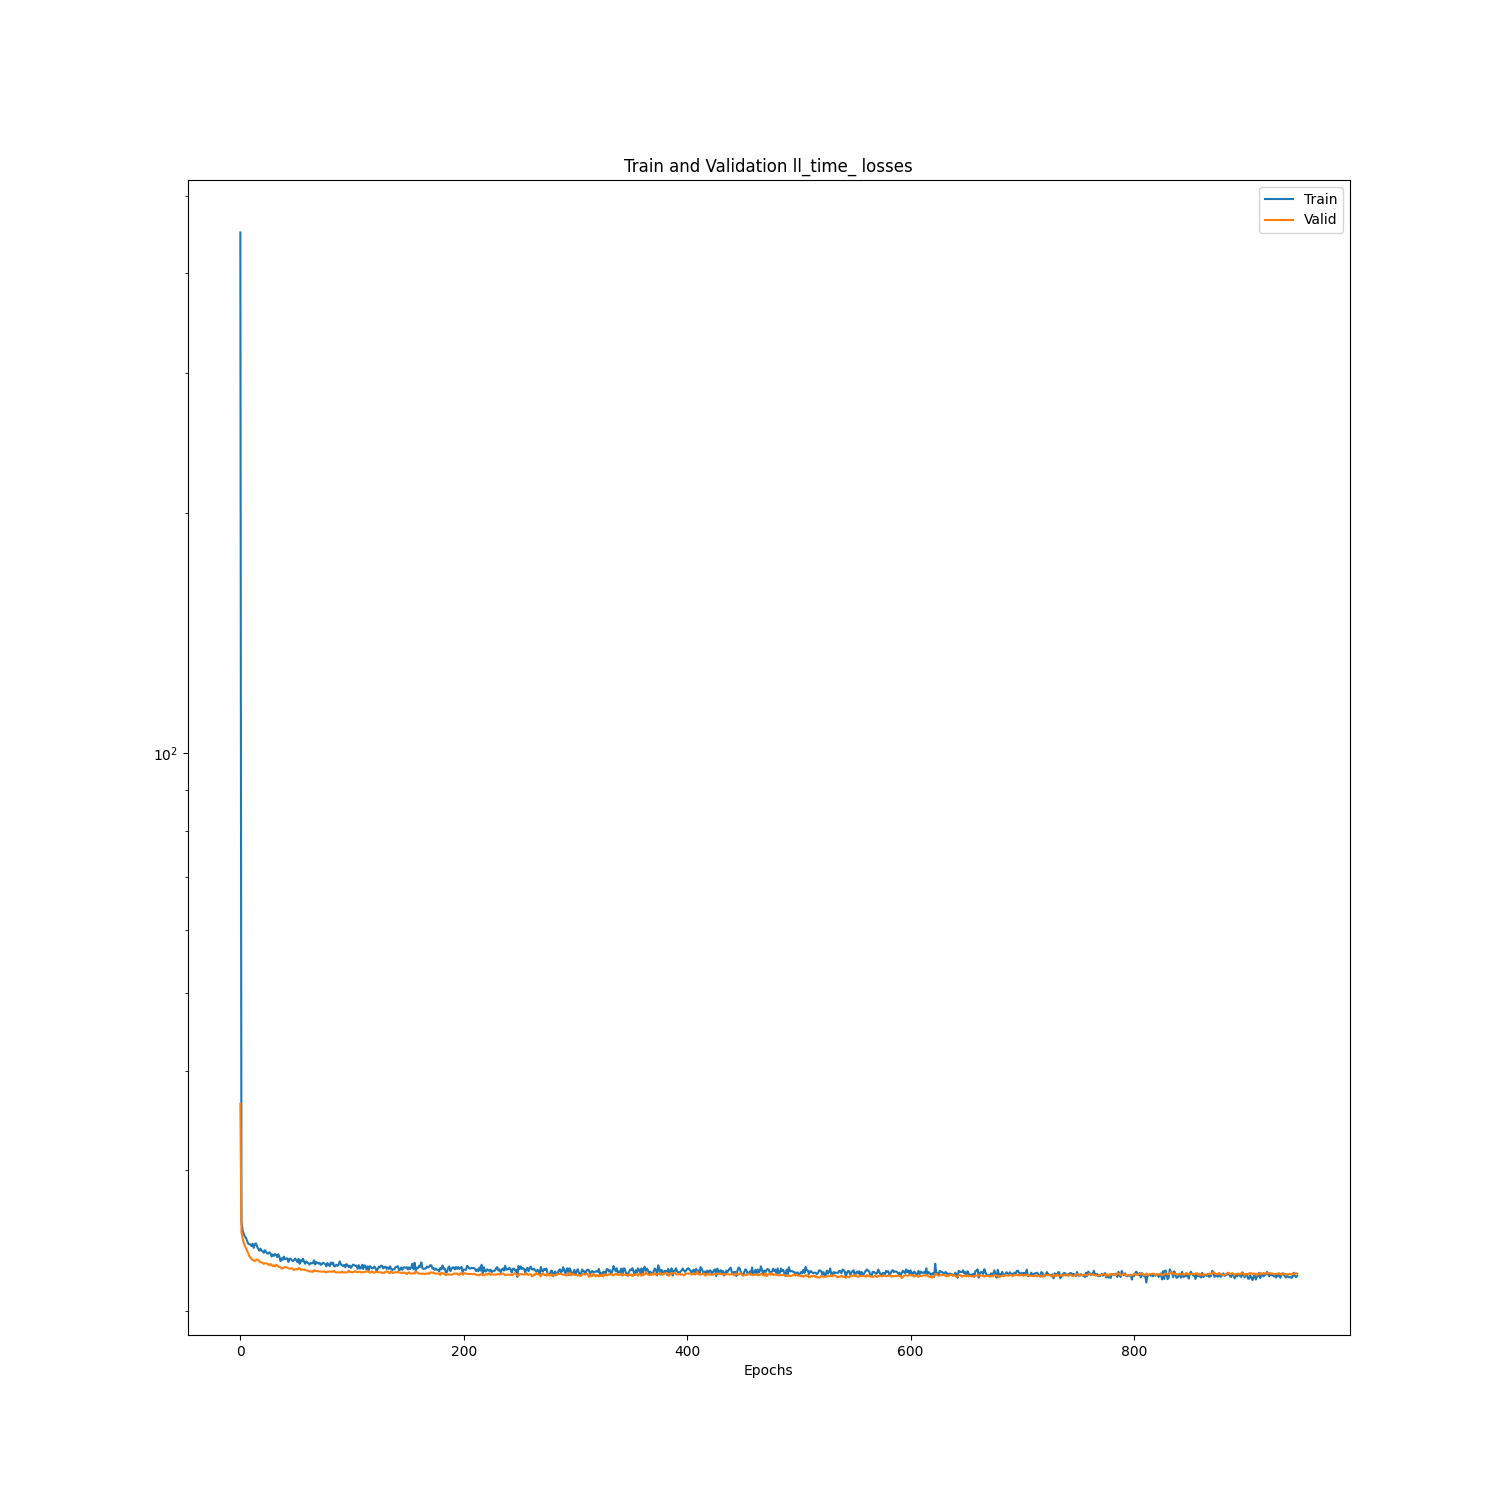 Train and Validation ll_time_ losses
Train
Valid
10²
0 200 400 600 800
Epochs